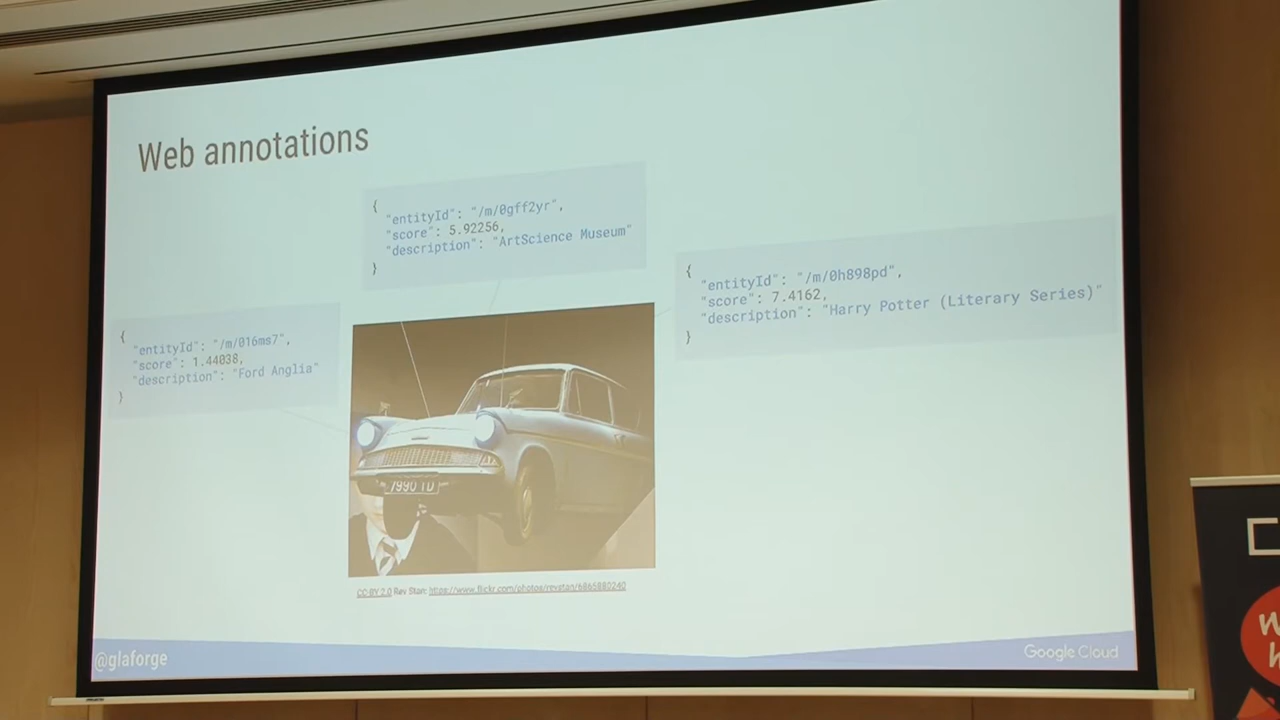 Web annotations
{
"entityId": "/m/0gff2yr",
"score": 5.92256,
"description": "ArtScience Museum"
}
{
"entityId": "/m/0h898pd",
"score": 7.4162,
"description": "Harry Potter (Literary Series)"
}
{
"entityId": "/m/016ms7",
"score": 1.44038,
"description": "Ford Anglia"
}
7990 TD
CC-BY 2.0 Rev Stan: https://www.flickr.com/photos/revstan/6865880240
@glaforge
Google Cloud